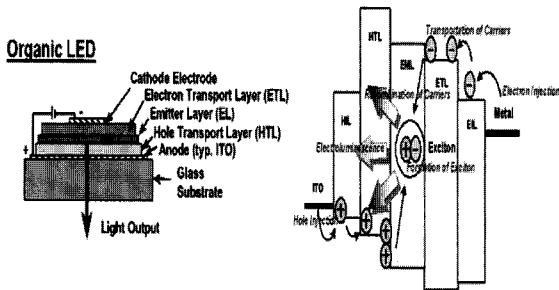 Organic LED
Cathode Electrode
Electron Transport Layer (ETL)
Emitter Layer (EL)
Hole Transport Layer (HTL)
Anode (typ. ITO)
Glass
Substrate
Light Output
+
-
HTL
EML
Transportation of Carriers
ETL
Recombination of Carriers
Electron Injection
Metal
HIL
EIL
Electroluminescence
Exciton
Formation of Exciton
ITO
Hole Injection